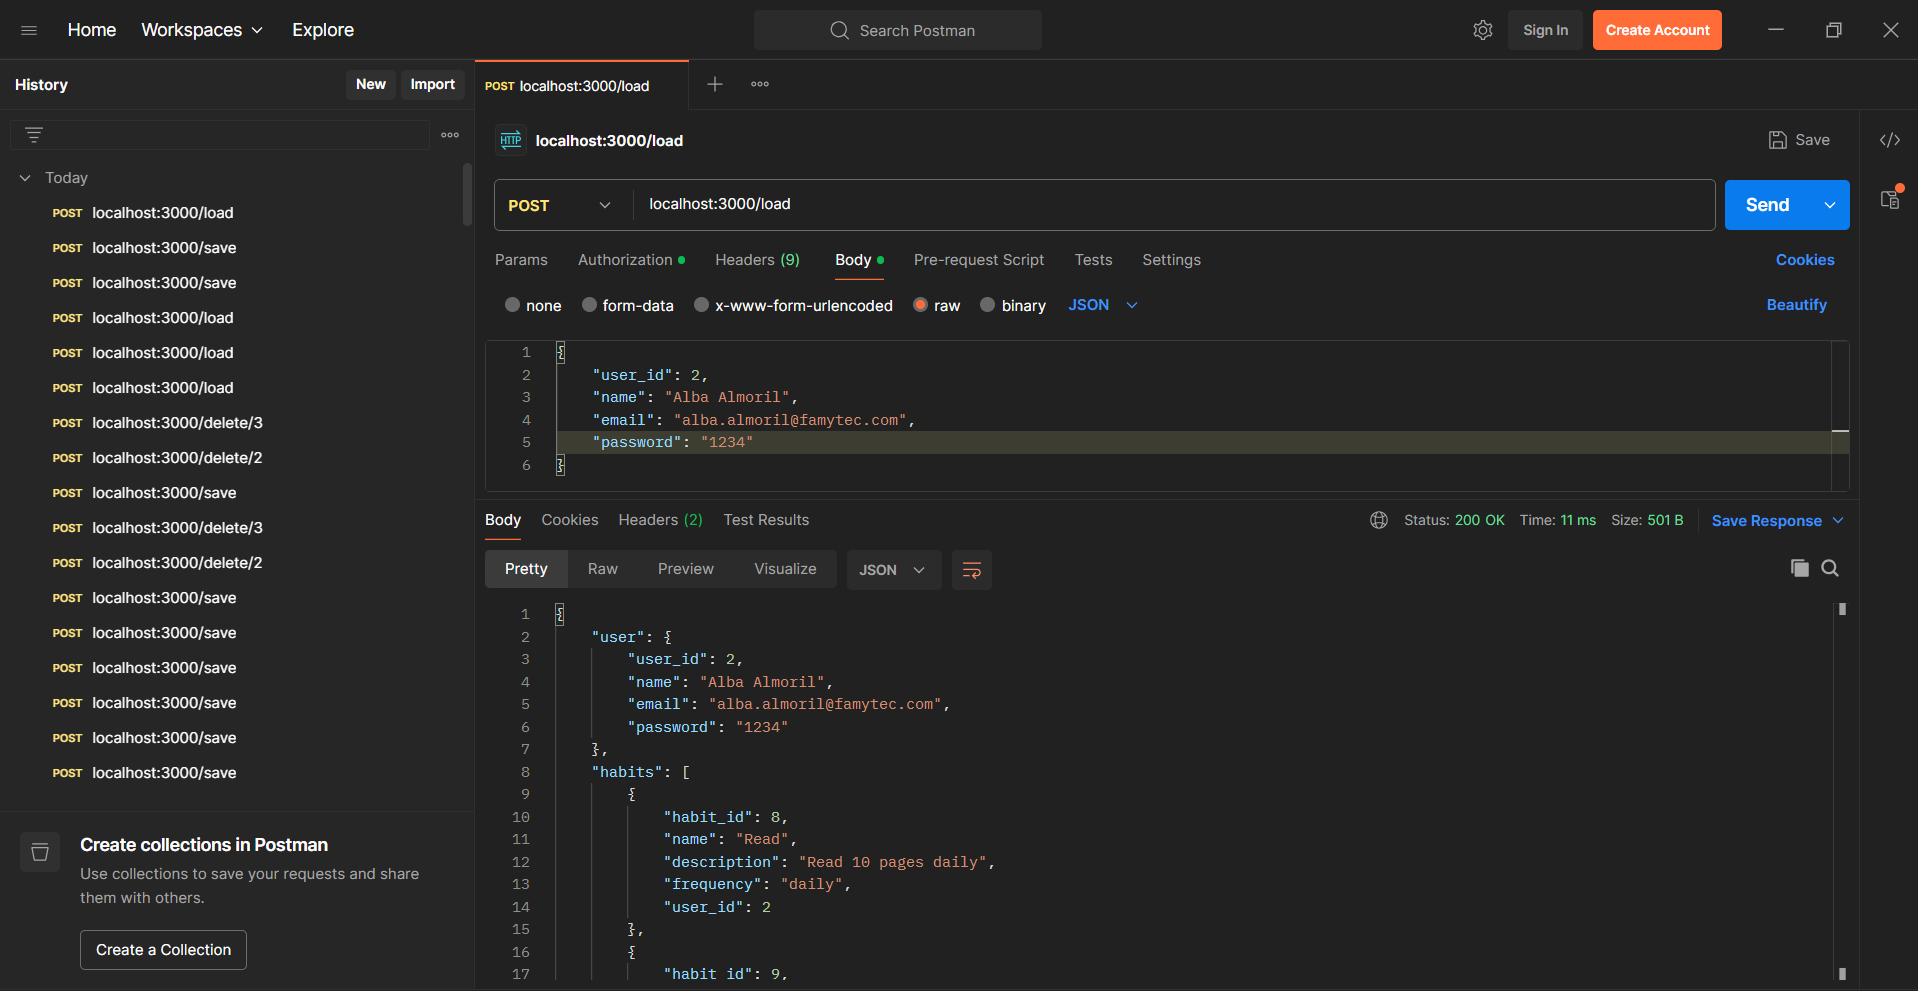 Home Workspaces Explore Search Postman Sign In Create Account
History New Import
Today
POST localhost:3000/load
POST localhost:3000/save
POST localhost:3000/save
POST localhost:3000/load
POST localhost:3000/load
POST localhost:3000/load
POST localhost:3000/delete/3
POST localhost:3000/delete/2
POST localhost:3000/save
POST localhost:3000/delete/3
POST localhost:3000/delete/2
POST localhost:3000/save
POST localhost:3000/save
POST localhost:3000/save
POST localhost:3000/save
POST localhost:3000/save
POST localhost:3000/save
Create collections in Postman
Use collections to save your requests and share
them with others.
Create a Collection
POST localhost:3000/load
HTTP localhost:3000/load Save
POST localhost:3000/load Send
Params Authorization Headers (9) Body Pre-request Script Tests Settings Cookies
none form-data x-www-form-urlencoded raw binary JSON Beautify
1 {
2 "user_id": 2,
3 "name": "Alba Almoril",
4 "email": "alba.almoril@famytec.com",
5 "password": "1234"
6 }
Body Cookies Headers (2) Test Results Status: 200 OK Time: 11 ms Size: 501 B Save Response
Pretty Raw Preview Visualize JSON
1 {
2 "user": {
3 "user_id": 2,
4 "name": "Alba Almoril",
5 "email": "alba.almoril@famytec.com",
6 "password": "1234"
7 },
8 "habits": [
9 {
10 "habit_id": 8,
11 "name": "Read",
12 "description": "Read 10 pages daily",
13 "frequency": "daily",
14 "user_id": 2
15 },
16 {
17 "habit_id": 9,